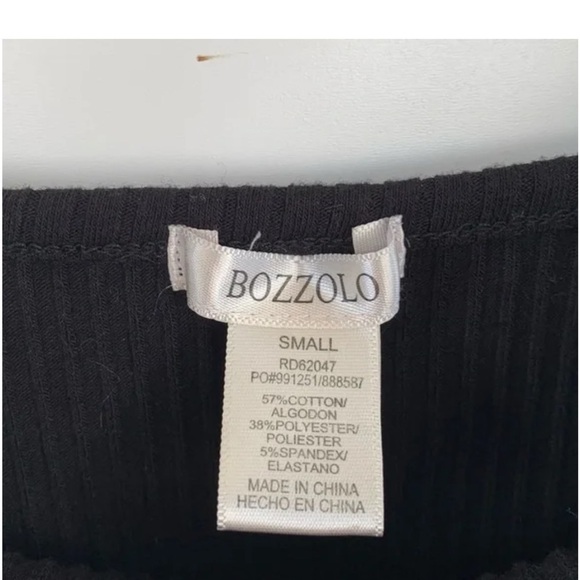 BOZZOLO
SMALL
RD62047
PO#991251/888587
57%COTTON/
ALGODON
38%POLYESTER/
POLIESTER
5%SPANDEX/
ELASTANO
MADE IN CHINA
HECHO EN CHINA